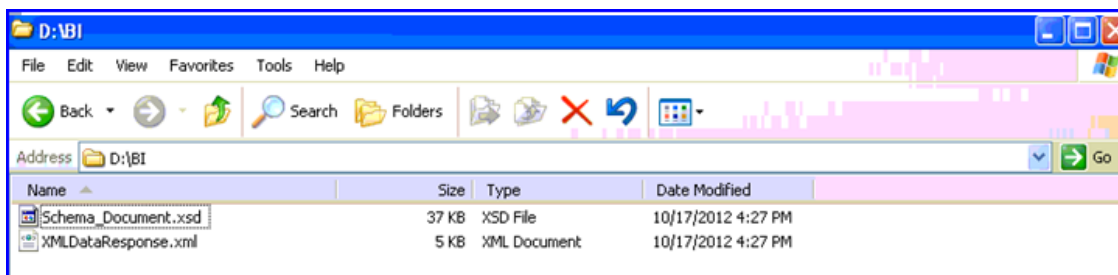 D:\BI
File Edit View Favorites Tools Help
Back Search Folders
Address D:\BI Go
Name Size Type Date Modified
Schema_Document.xsd 37 KB XSD File 10/17/2012 4:27 PM
XMLDataResponse.xml 5 KB XML Document 10/17/2012 4:27 PM